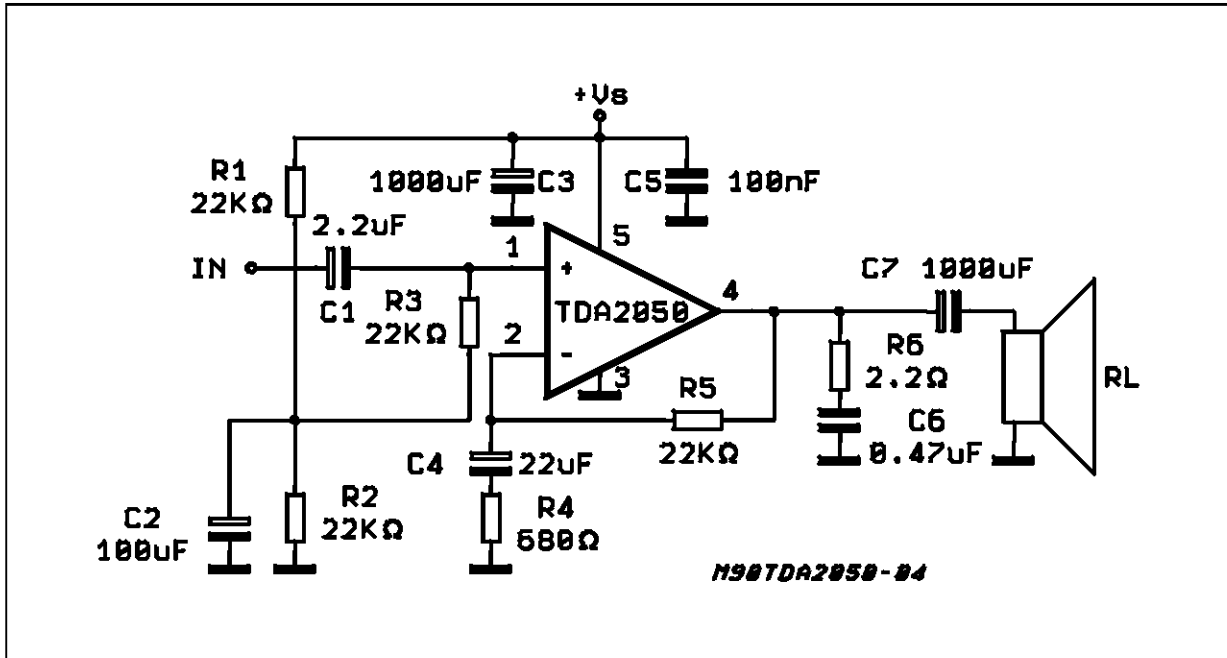 +Vs
R1
22KΩ
1000uF
C3
C5
100nF
2.2uF
IN
C1
R3
22KΩ
1
+
2
-
TDA2050
5
3
4
C7 1000uF
R6
2.2Ω
C6
0.47uF
RL
R5
22KΩ
C4
22uF
R4
680Ω
R2
22KΩ
C2
100uF
M90TDA2050-04